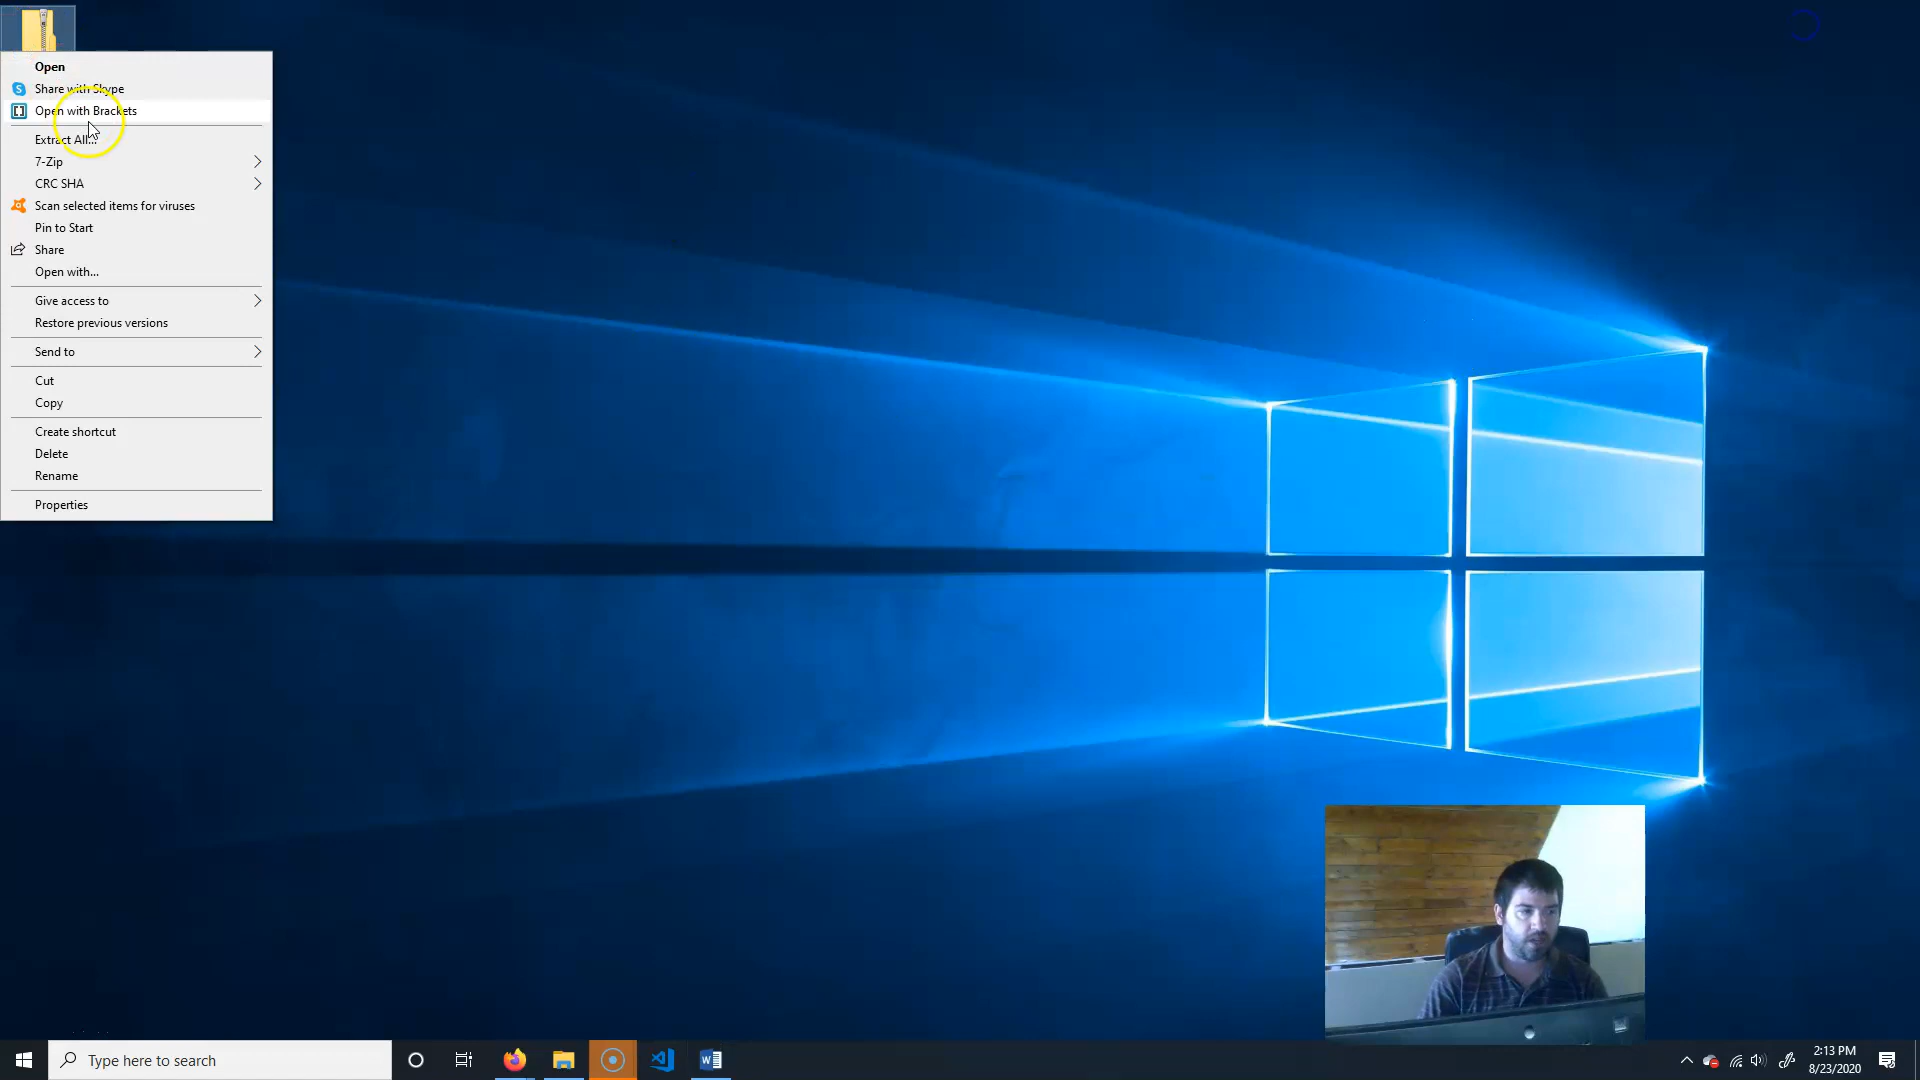 Open
Share with Skype
Open with Brackets
Extract All...
7-Zip
CRC SHA
Scan selected items for viruses
Pin to Start
Share
Open with...
Give access to
Restore previous versions
Send to
Cut
Copy
Create shortcut
Delete
Rename
Properties
Type here to search
2:13 PM
8/23/2020